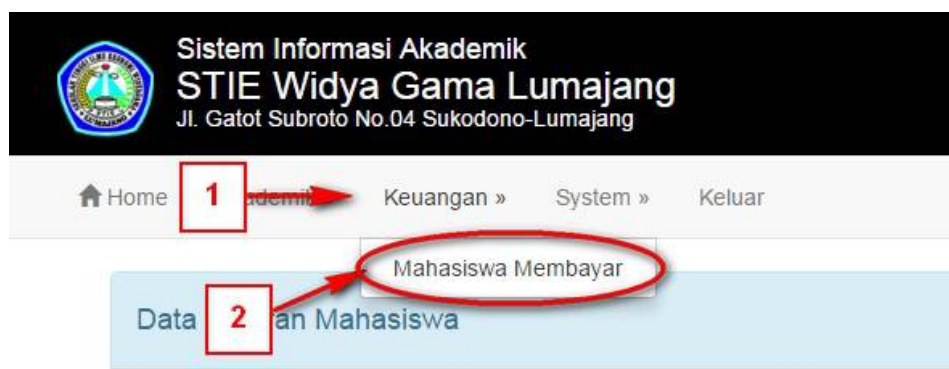 Sistem Informasi Akademik
STIE Widya Gama Lumajang
Jl. Gatot Subroto No.04 Sukodono-Lumajang
Home 1 Keuangan » System » Keluar
Mahasiswa Membayar
Data 2 Mahasiswa